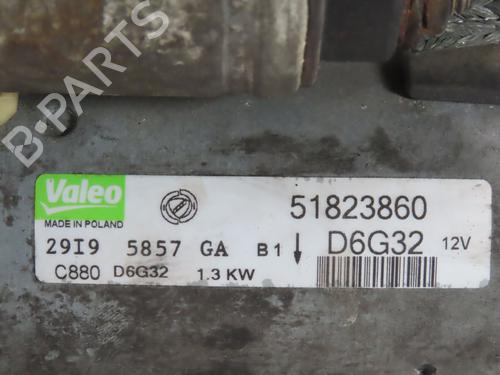 B-PARTS
Valeo
MADE IN POLAND
51823860
29I9 5857 GA B1 D6G32 12V
C880 D6G32 1.3 KW